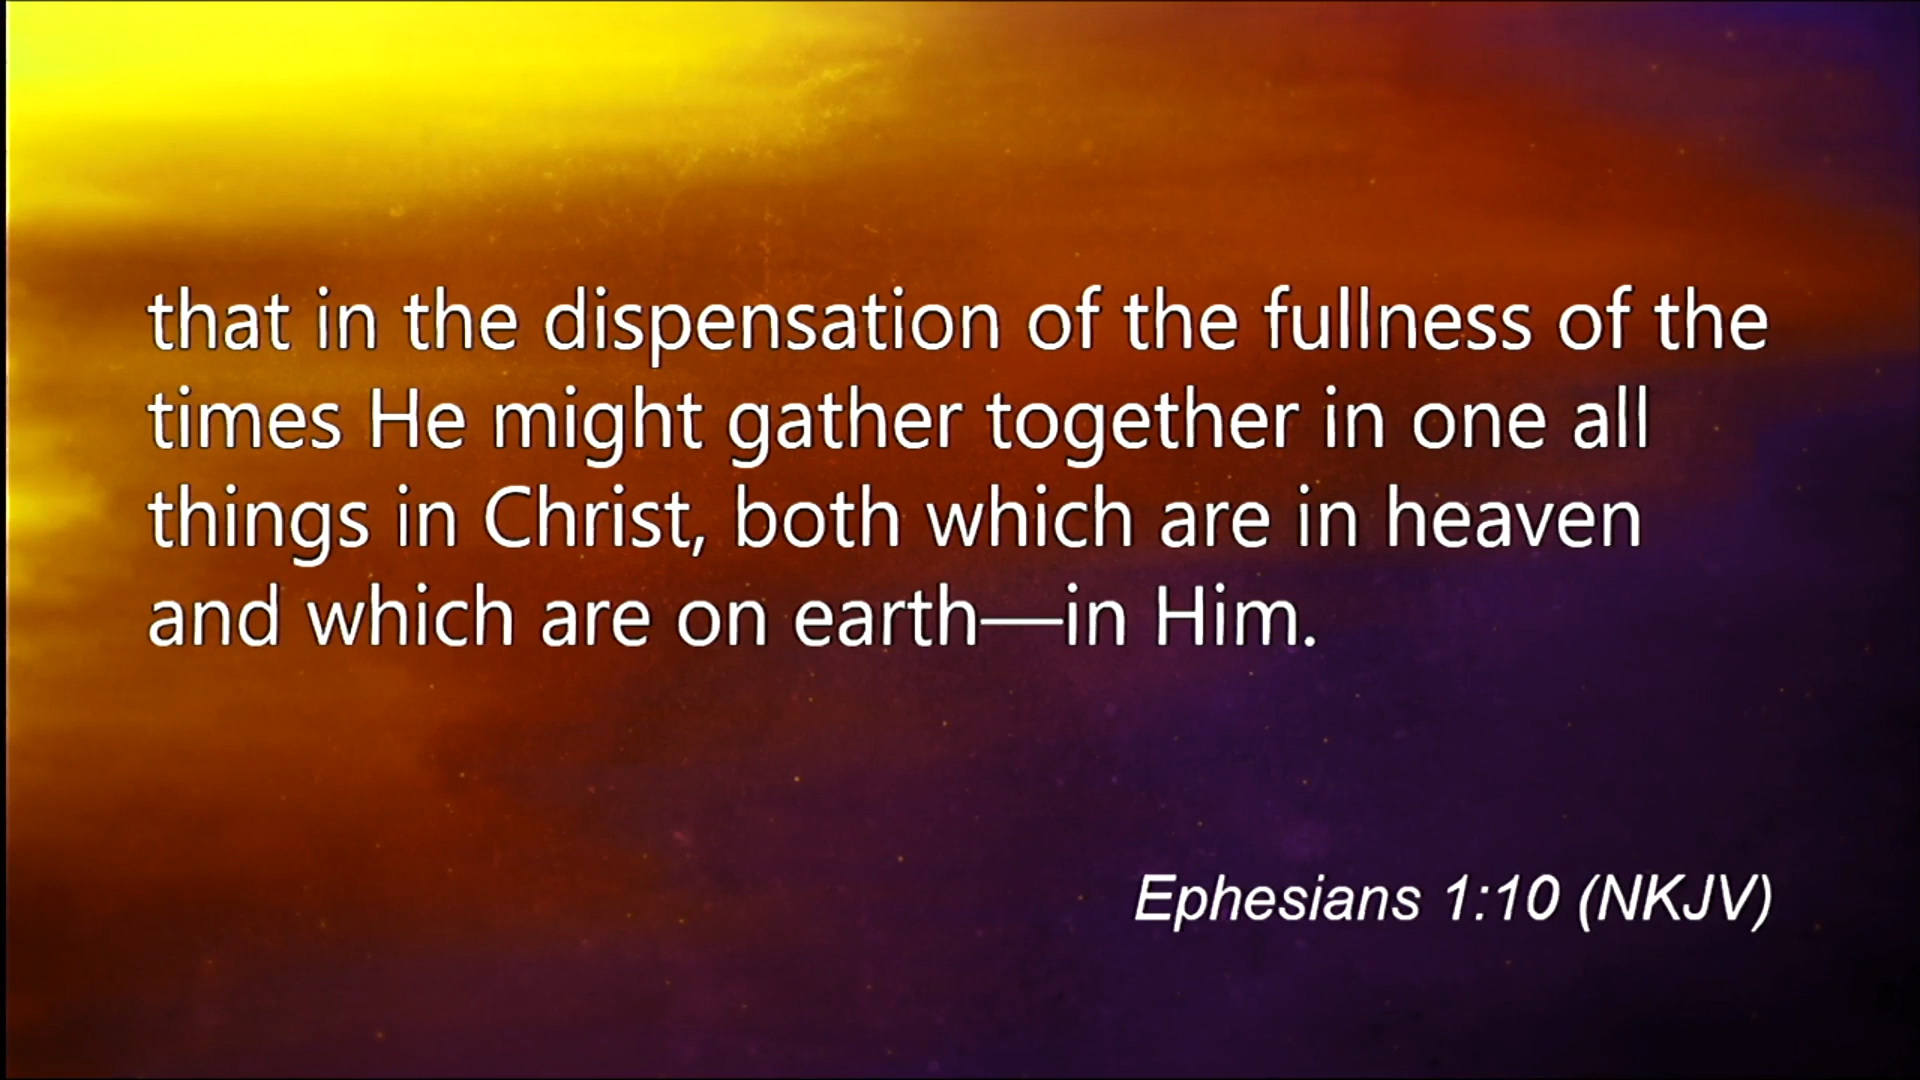 that in the dispensation of the fullness of the
times He might gather together in one all
things in Christ, both which are in heaven
and which are on earth—in Him.
Ephesians 1:10 (NKJV)